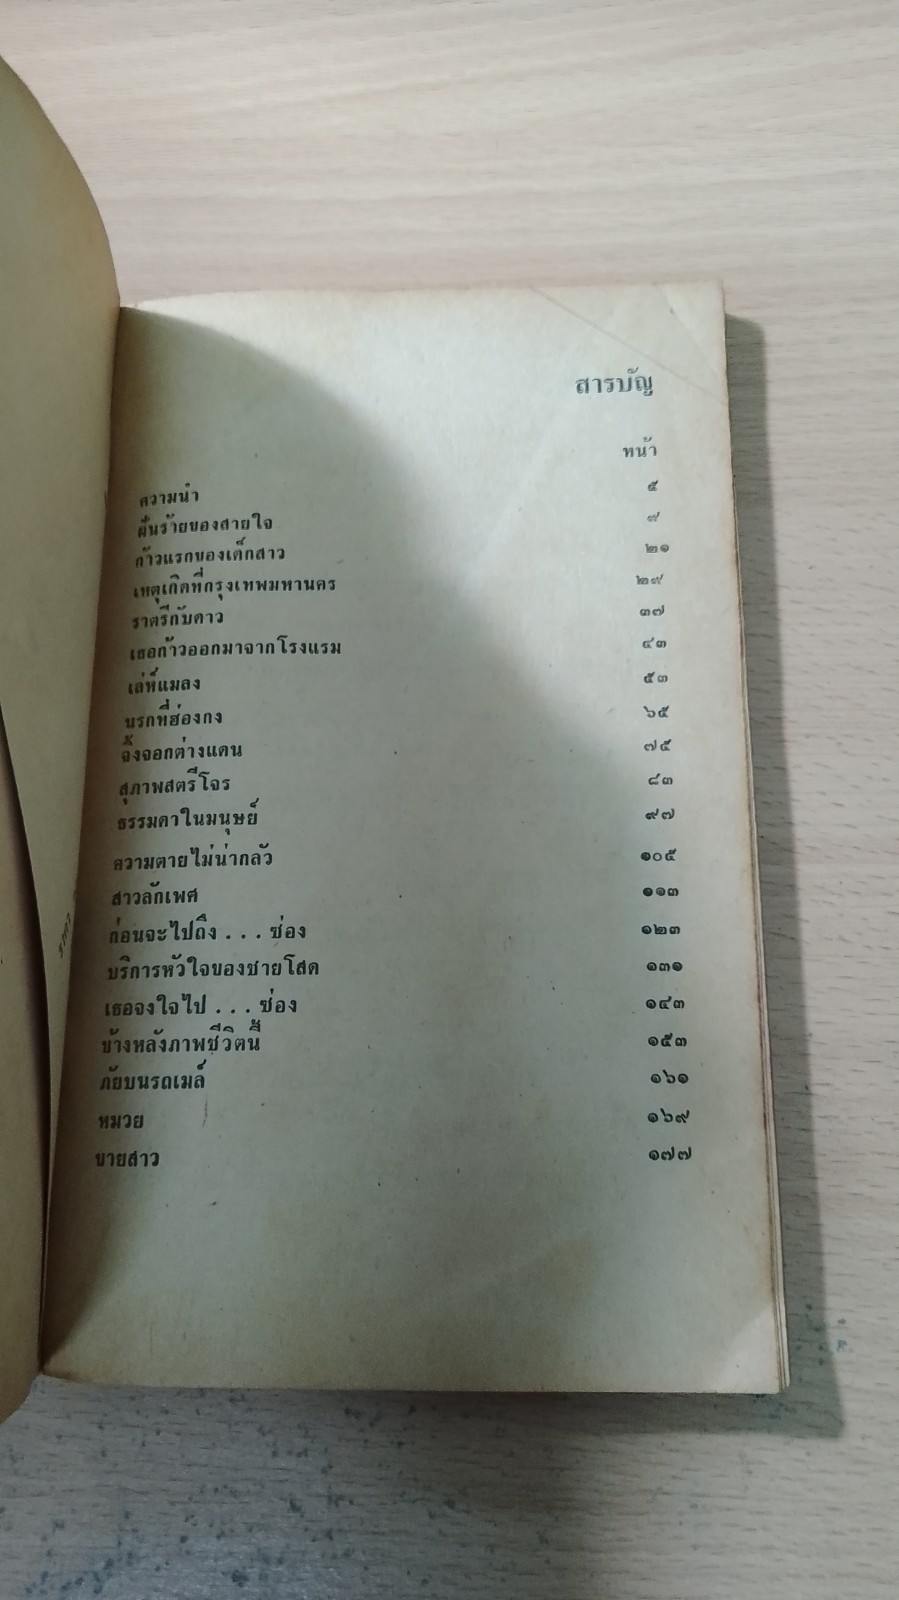 สารบัญ
หน้า
ความนำ ๕
ฝันร้ายของสายใจ ๗
ก้าวแรกของเด็กสาว ๒๑
เหตุเกิดที่กรุงเทพมหานคร ๒๙
ราตรีกับดาว ๓๗
เธอก้าวออกมาจากโรงแรม ๔๓
เล่ห์แมลง ๕๓
นรกที่ฮ่องกง ๖๕
จิ้งจอกต่างแดน ๗๕
สุภาพสตรีโจร ๘๓
ธรรมดาในมนุษย์ ๙๗
ความตายไม่น่ากลัว ๑๐๕
สาวลักเพศ ๑๑๓
ก่อนจะไปถึง . . . ซ่อง ๑๒๓
บริการหัวใจของชายโสด ๑๓๑
เธอจงใจไป . . . ซ่อง ๑๔๓
ข้างหลังภาพชีวิตนี้ ๑๕๓
ภัยบนรถเมล์ ๑๖๑
หมวย ๑๖๙
ขายสาว ๑๗๗